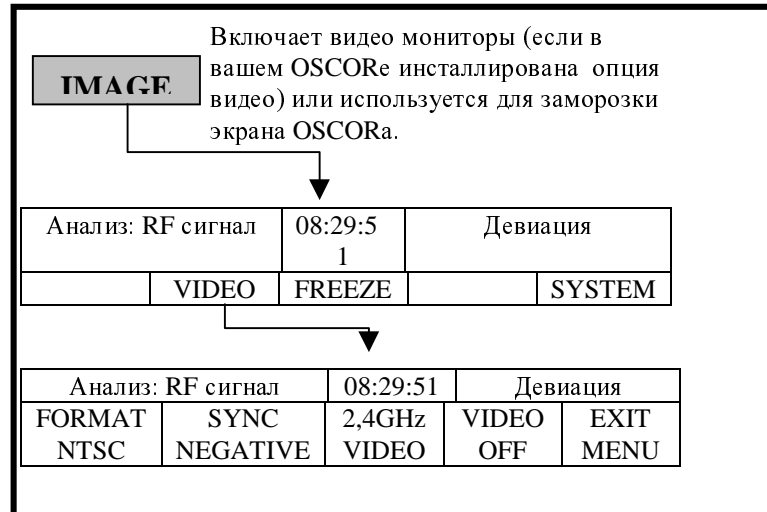 Включает видео мониторы (если в
вашем OSCORe инсталлирована опция
видео) или используется для заморозки
экрана OSCORа.
IMAGE
Анализ: RF сигнал 08:29:5 Девиация
1
VIDEO FREEZE SYSTEM
Анализ: RF сигнал 08:29:51 Девиация
FORMAT SYNC 2,4GHz VIDEO EXIT
NTSC NEGATIVE VIDEO OFF MENU